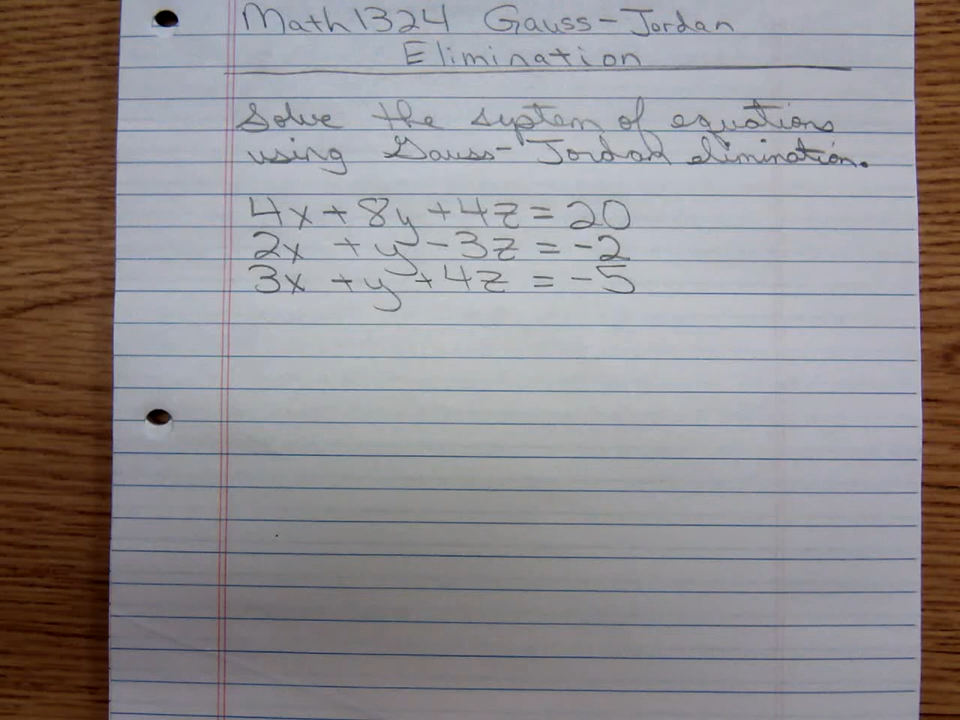 Math 1324 Gauss-Jordan
Elimination
Solve the system of equations
using Gauss-Jordan elimination.
4x + 8y + 4z = 20
2x + y - 3z = -2
3x + y + 4z = -5